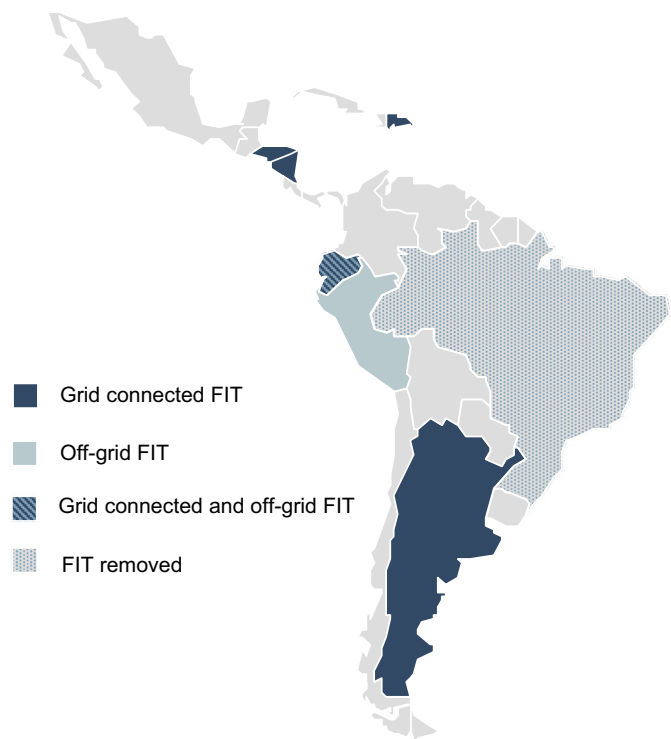 Grid connected FIT
Off-grid FIT
Grid connected and off-grid FIT
FIT removed